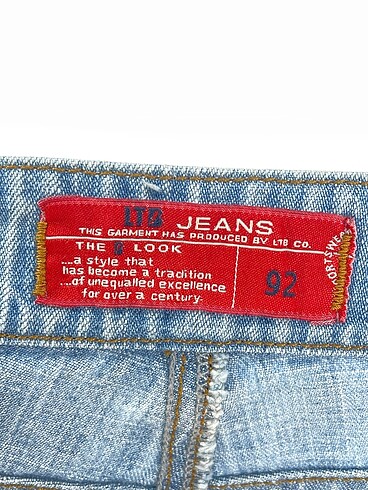 LTB JEANS
THIS GARMENT HAS PRODUCED BY LTB CO.
THE LOOK
...a style that
has become a tradition
...of unequalled excellence
for over a century.
92